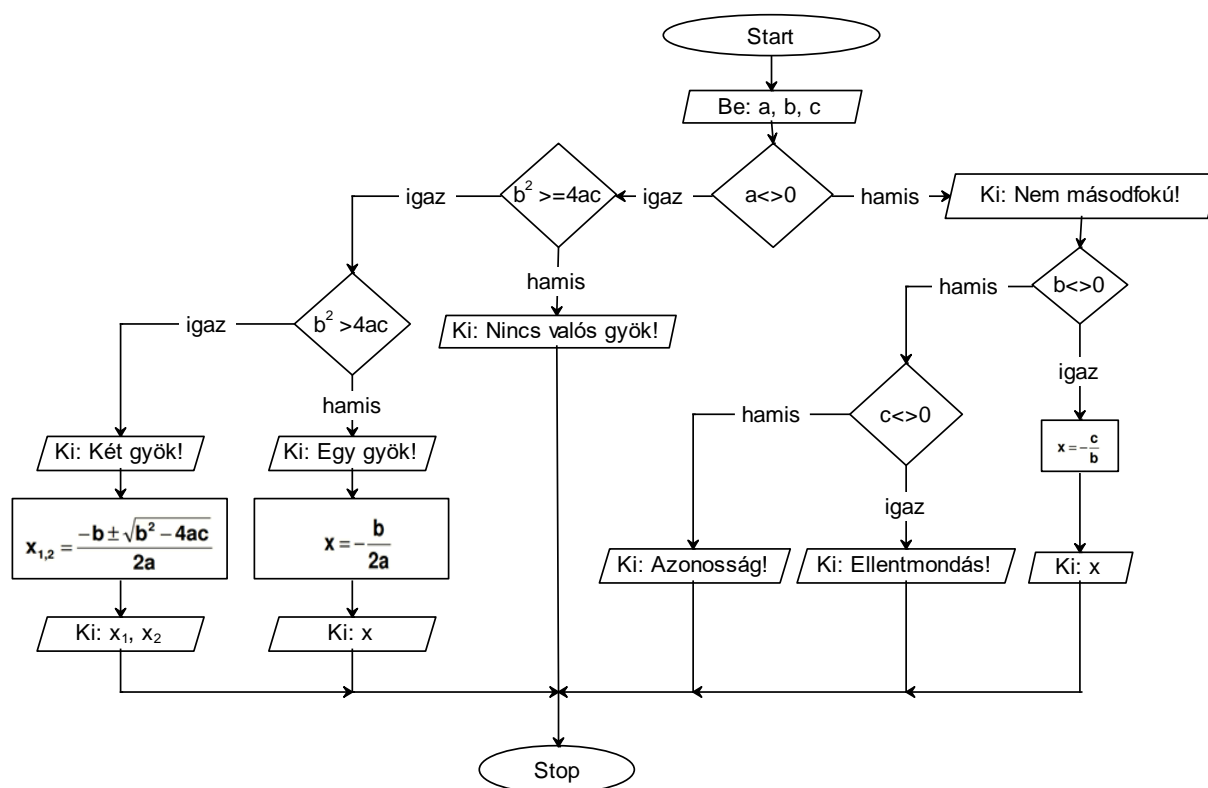 Start
Be: a, b, c
a<>0
igaz
hamis
b² >=4ac
igaz
hamis
Ki: Nem másodfokú!
b<>0
hamis
igaz
b² >4ac
igaz
hamis
Ki: Nincs valós gyök!
c<>0
hamis
igaz
x = -c/b
Ki: Két gyök!
Ki: Egy gyök!
x₁,₂ = (-b ± √(b² - 4ac))/2a
x = -b/2a
Ki: Azonosság!
Ki: Ellentmondás!
Ki: x
Ki: x₁, x₂
Ki: x
Stop